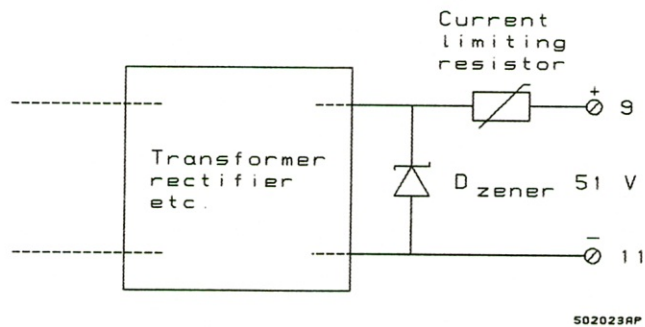 Current
limiting
resistor
+
9
Transformer
rectifier
etc.
D zener 51 V
−
11
502023AP